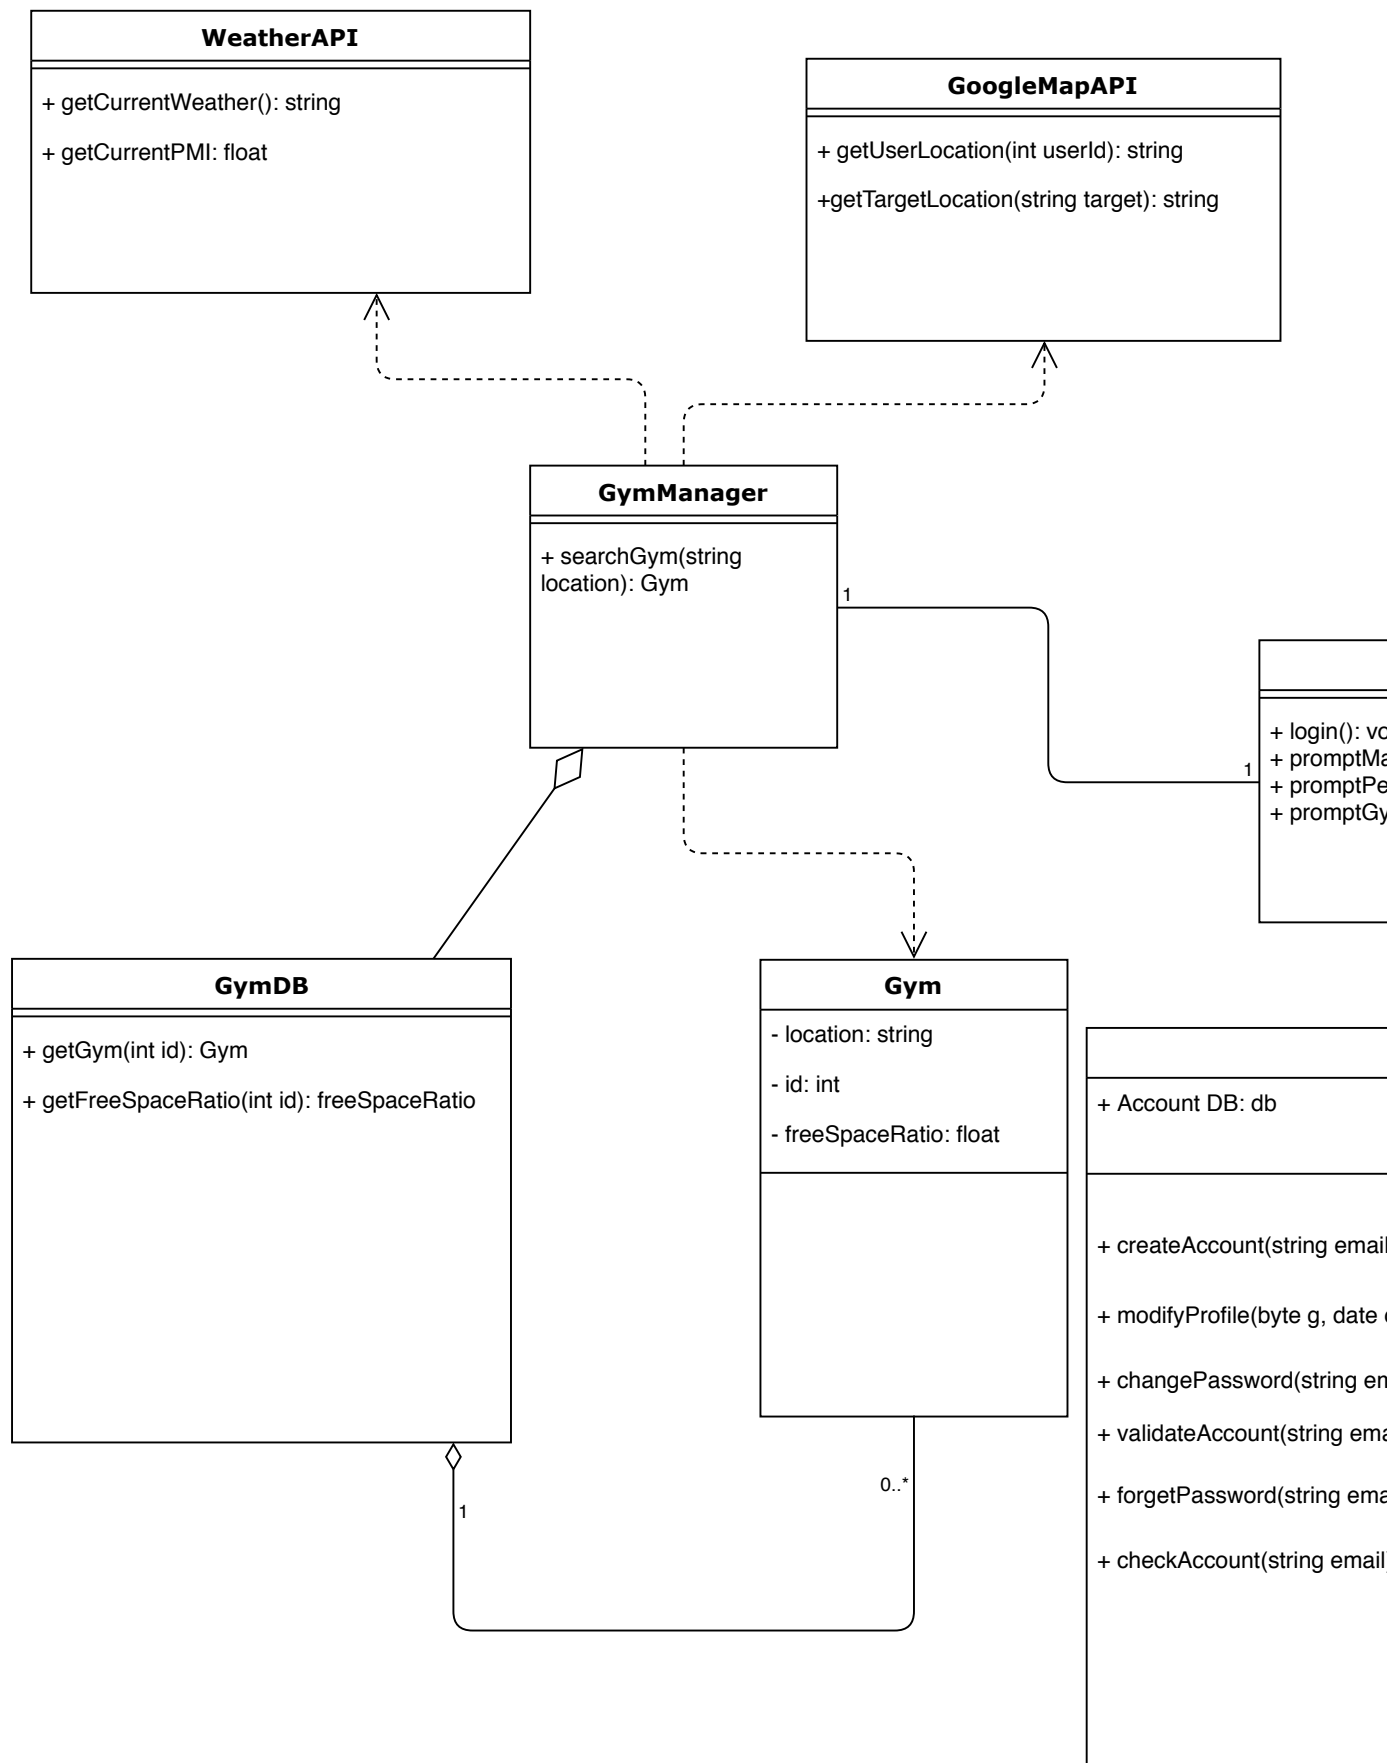 WeatherAPI
+ getCurrentWeather(): string
+ getCurrentPMI: float
GoogleMapAPI
+ getUserLocation(int userId): string
+getTargetLocation(string target): string
GymManager
+ searchGym(string
location): Gym
1
1
+ login(): vo
+ promptMa
+ promptPe
+ promptGy
GymDB
+ getGym(int id): Gym
+ getFreeSpaceRatio(int id): freeSpaceRatio
1
Gym
- location: string
- id: int
- freeSpaceRatio: float
0..*
+ Account DB: db
+ createAccount(string email
+ modifyProfile(byte g, date
+ changePassword(string em
+ validateAccount(string ema
+ forgetPassword(string ema
+ checkAccount(string email)